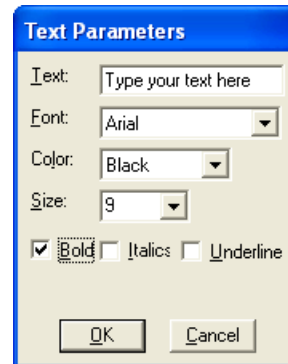 Text Parameters
Text: Type your text here
Font: Arial
Color: Black
Size: 9
Bold Italics Underline
OK Cancel